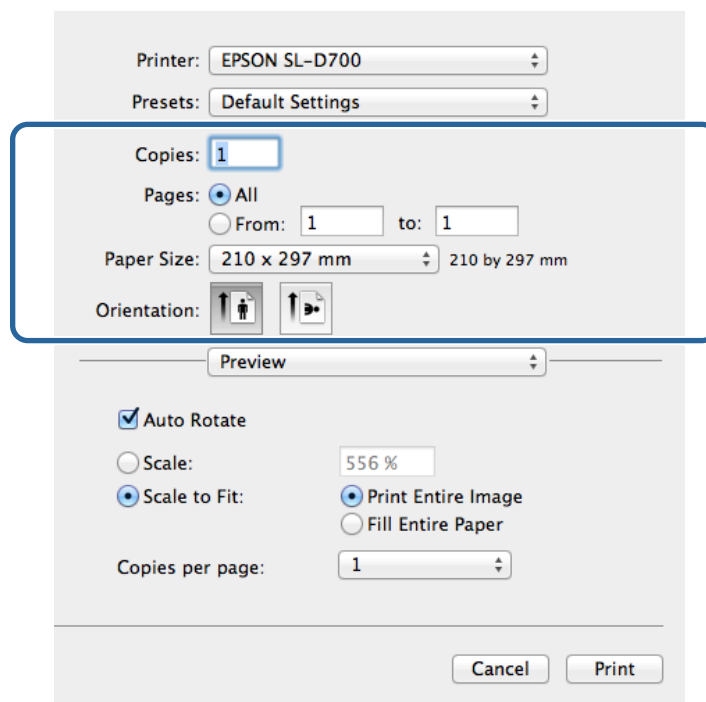 Printer: EPSON SL-D700
Presets: Default Settings
Copies: 1
Pages: All
From: 1 to: 1
Paper Size: 210 x 297 mm 210 by 297 mm
Orientation:
Preview
Auto Rotate
Scale: 556 %
Scale to Fit: Print Entire Image
Fill Entire Paper
Copies per page: 1
Cancel Print